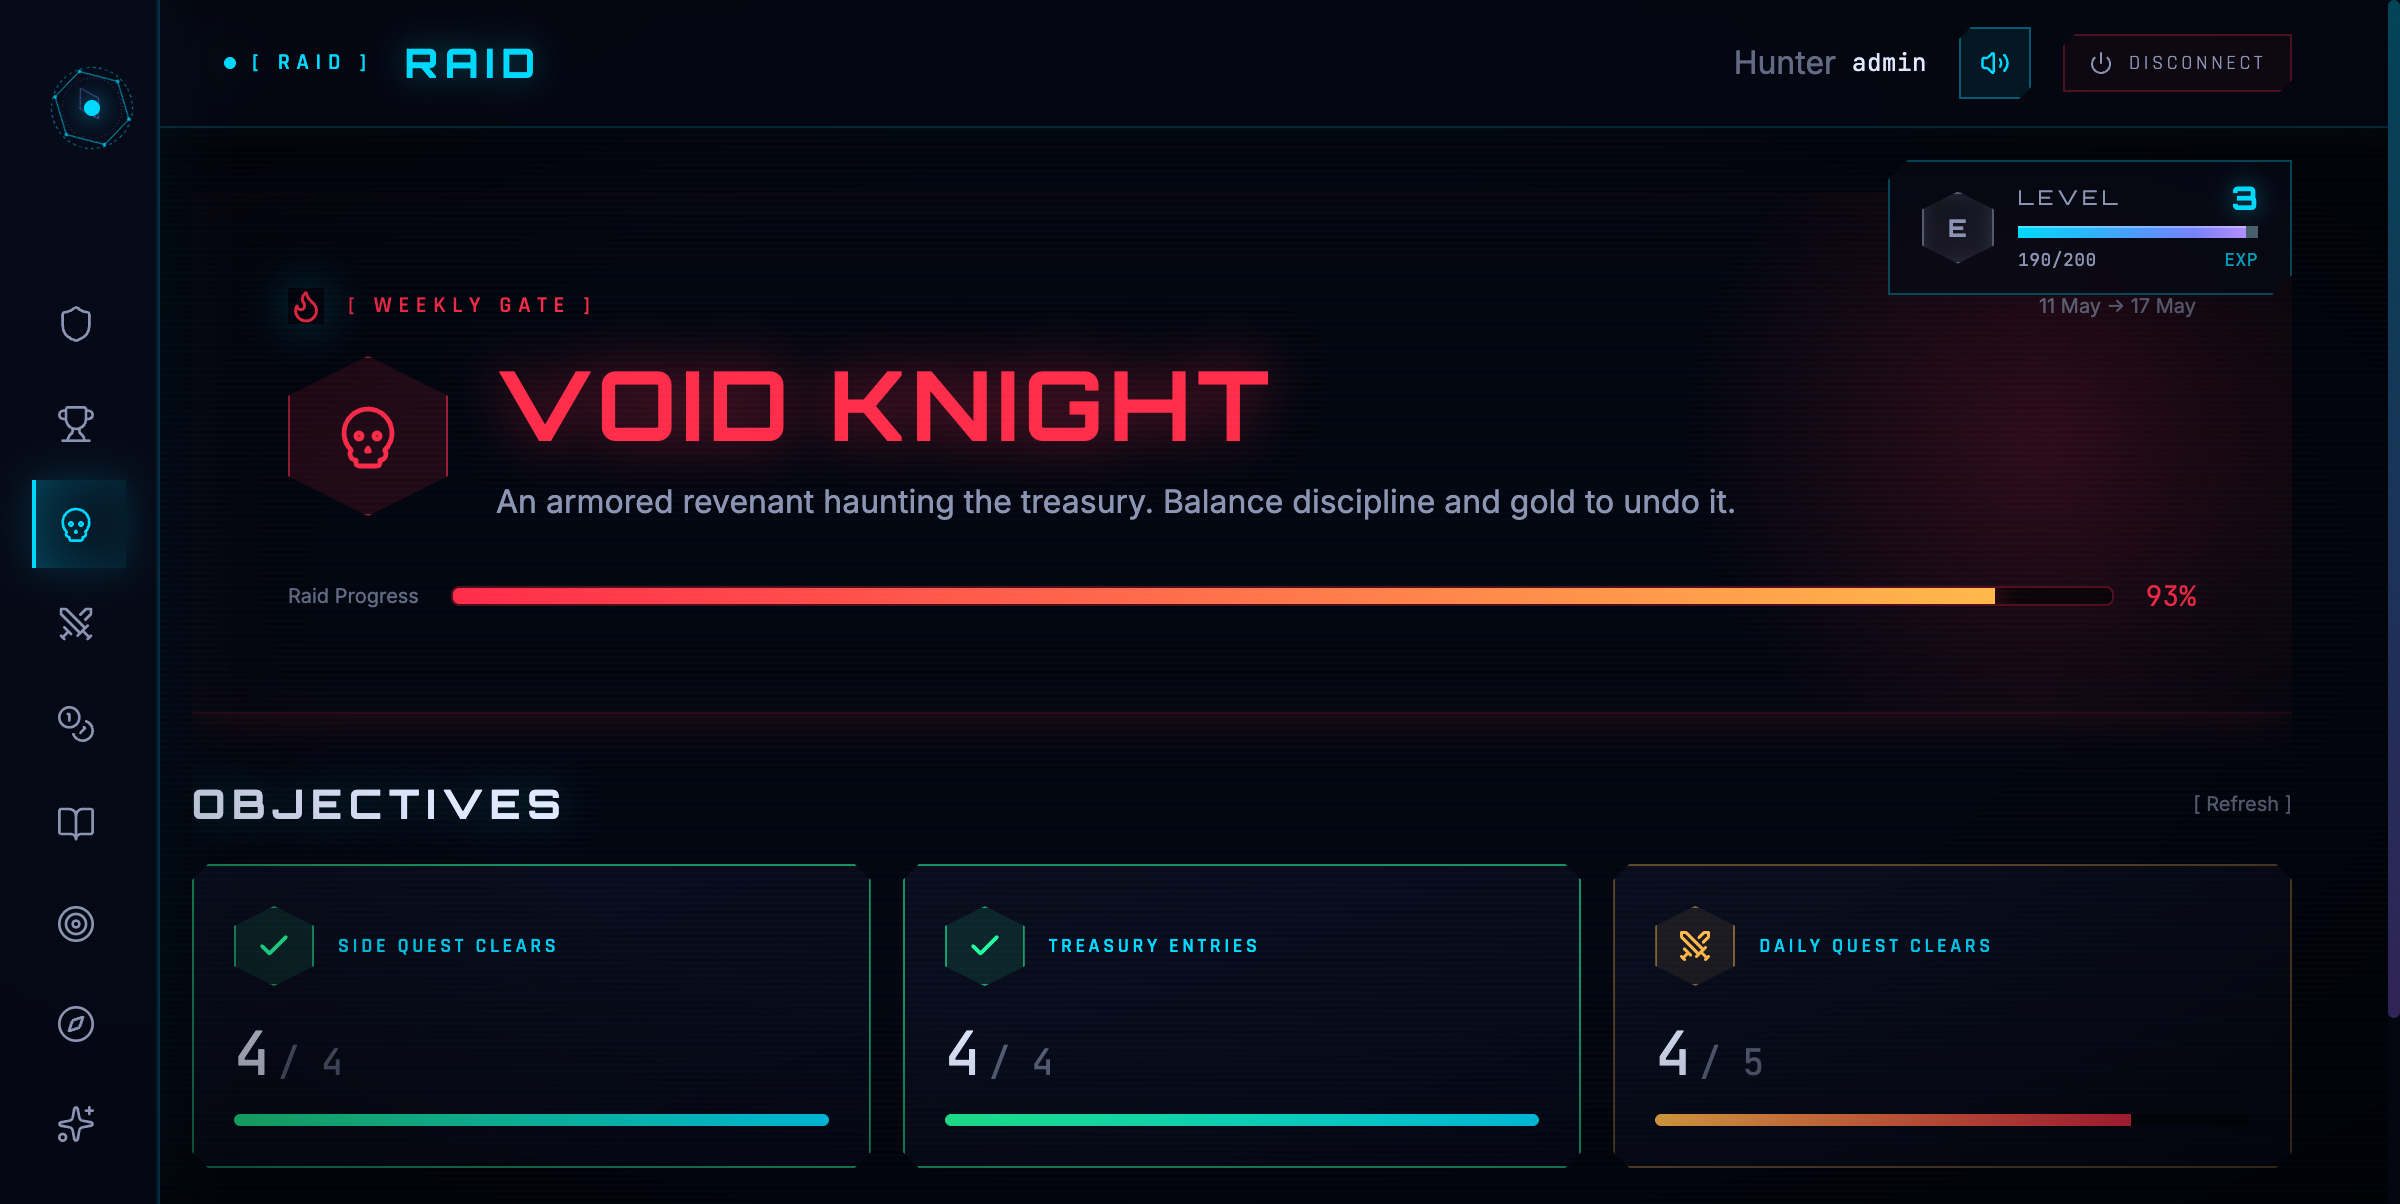 [ RAID ] RAID
Hunter admin
DISCONNECT
E
LEVEL 3
190/200 EXP
[ WEEKLY GATE ]
11 May → 17 May
VOID KNIGHT
An armored revenant haunting the treasury. Balance discipline and gold to undo it.
Raid Progress 93%
OBJECTIVES
[ Refresh ]
SIDE QUEST CLEARS
4 / 4
TREASURY ENTRIES
4 / 4
DAILY QUEST CLEARS
4 / 5